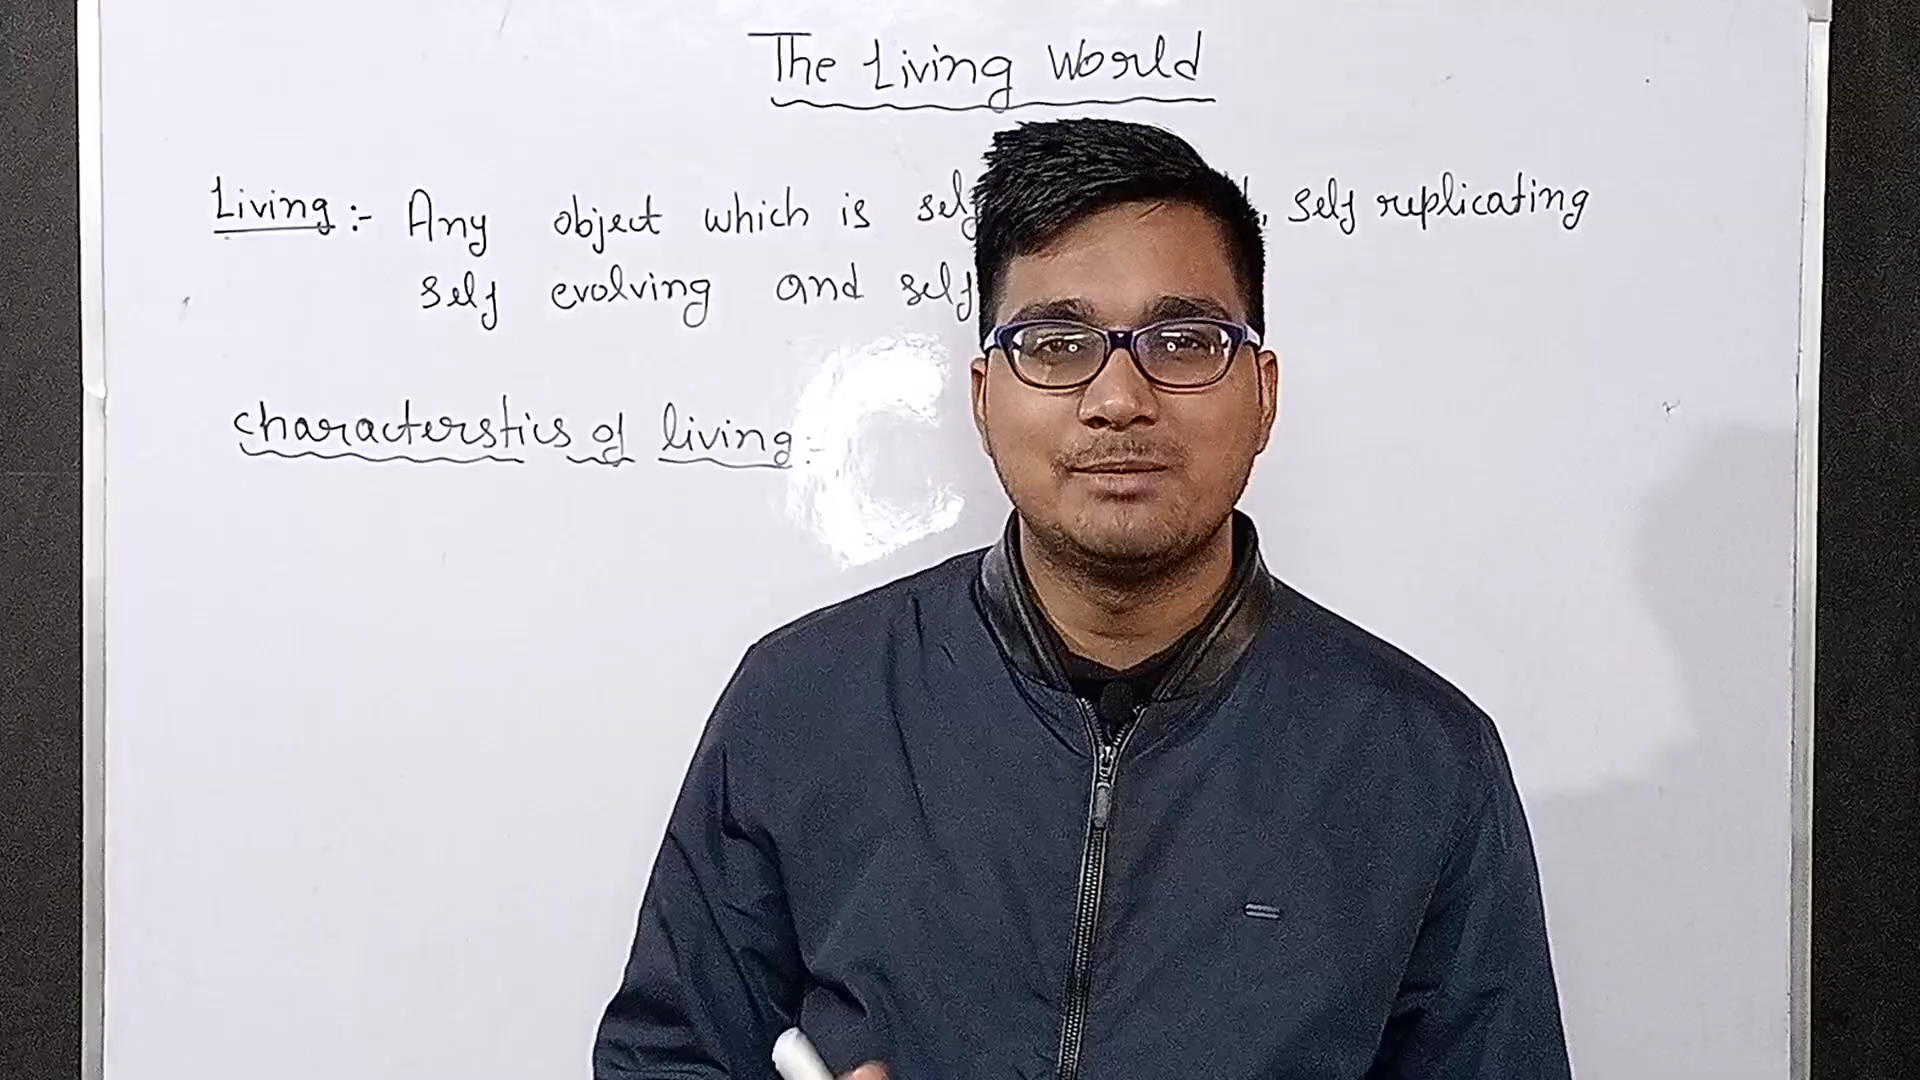 The Living World
Living :- Any object which is self self replicating
self evolving and self
characterstics of living :-